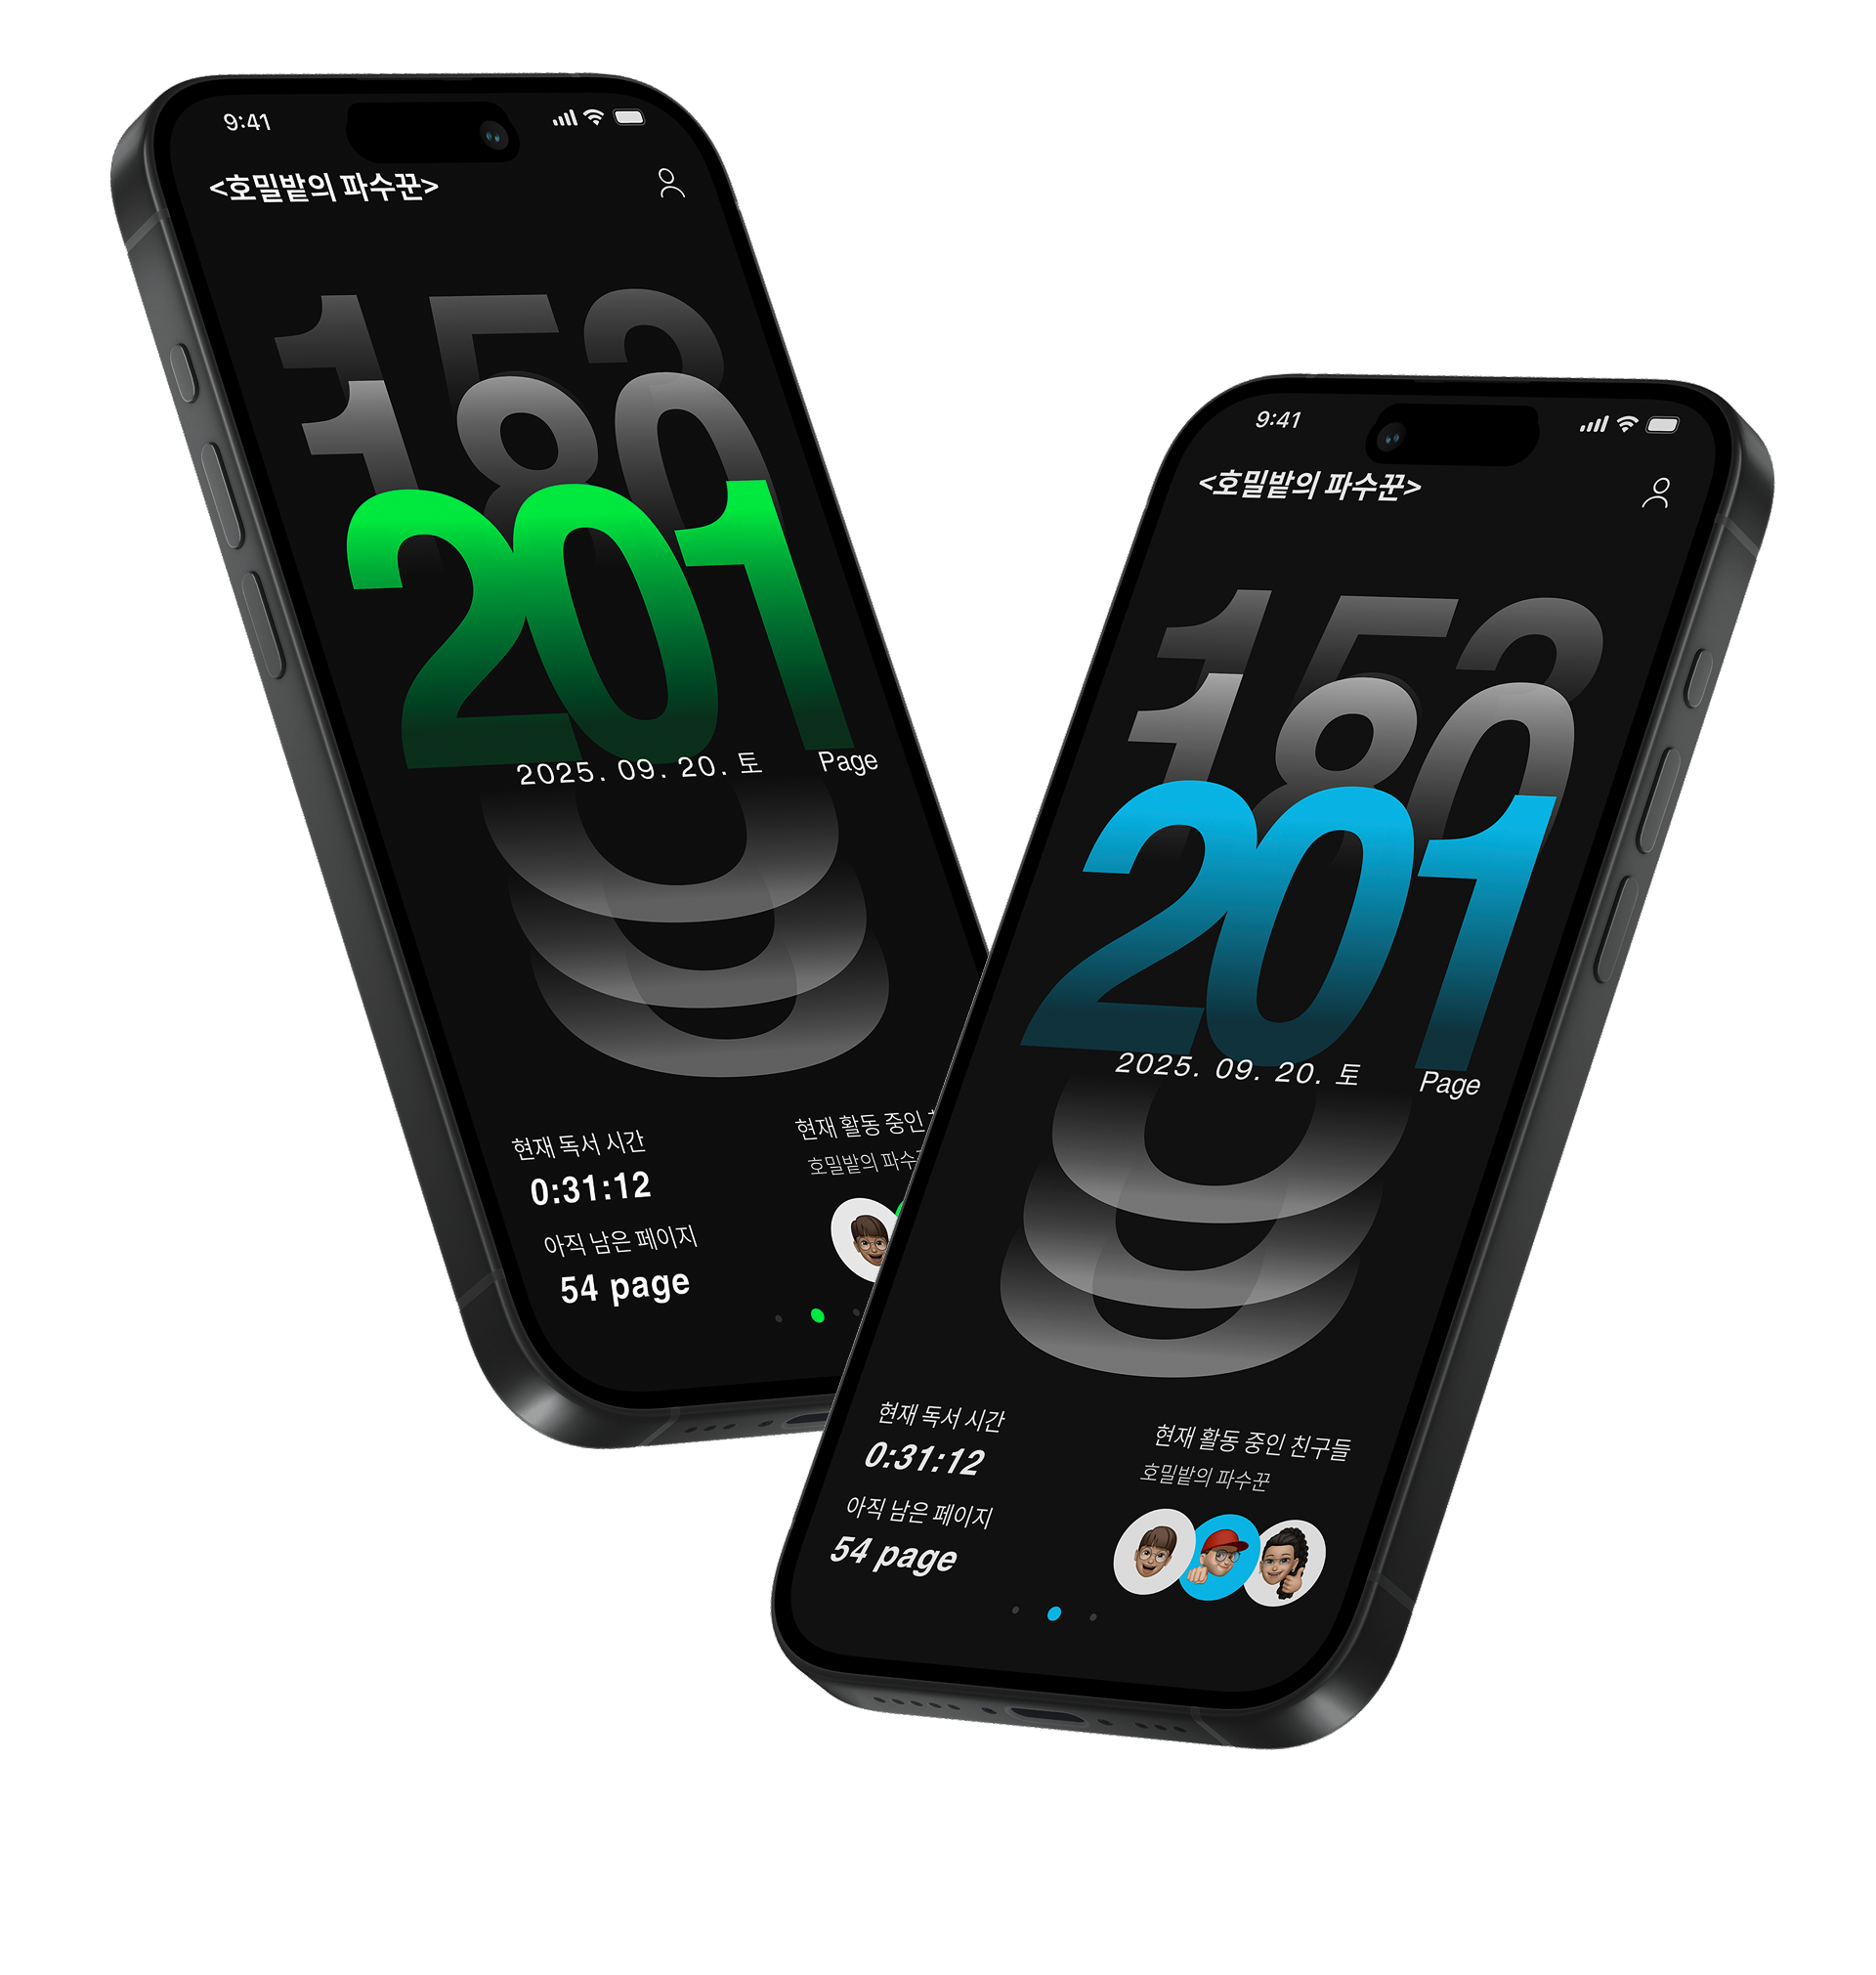 9:41
<호밀밭의 파수꾼>
153
180
201
2025. 09. 20. 토
Page
현재 독서 시간
0:31:12
아직 남은 페이지
54 page
현재 활동 중인
호밀밭의 파수
9:41
<호밀밭의 파수꾼>
153
180
201
2025. 09. 20. 토
Page
현재 독서 시간
0:31:12
아직 남은 페이지
54 page
현재 활동 중인 친구들
호밀밭의 파수꾼